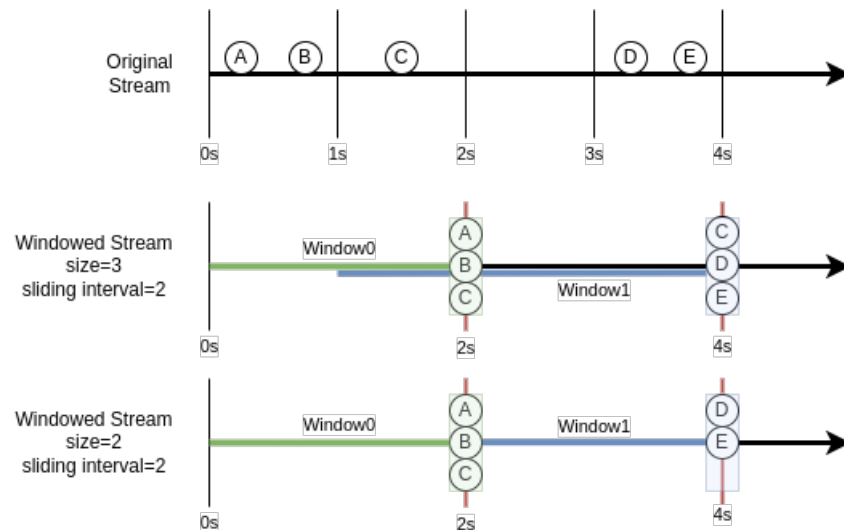 Original
Stream
A B C D E
0s 1s 2s 3s 4s
Windowed Stream
size=3
sliding interval=2
Window0
Window1
A
B
C
C
D
E
0s 2s 4s
Windowed Stream
size=2
sliding interval=2
Window0
Window1
A
B
C
D
E
0s 2s 4s